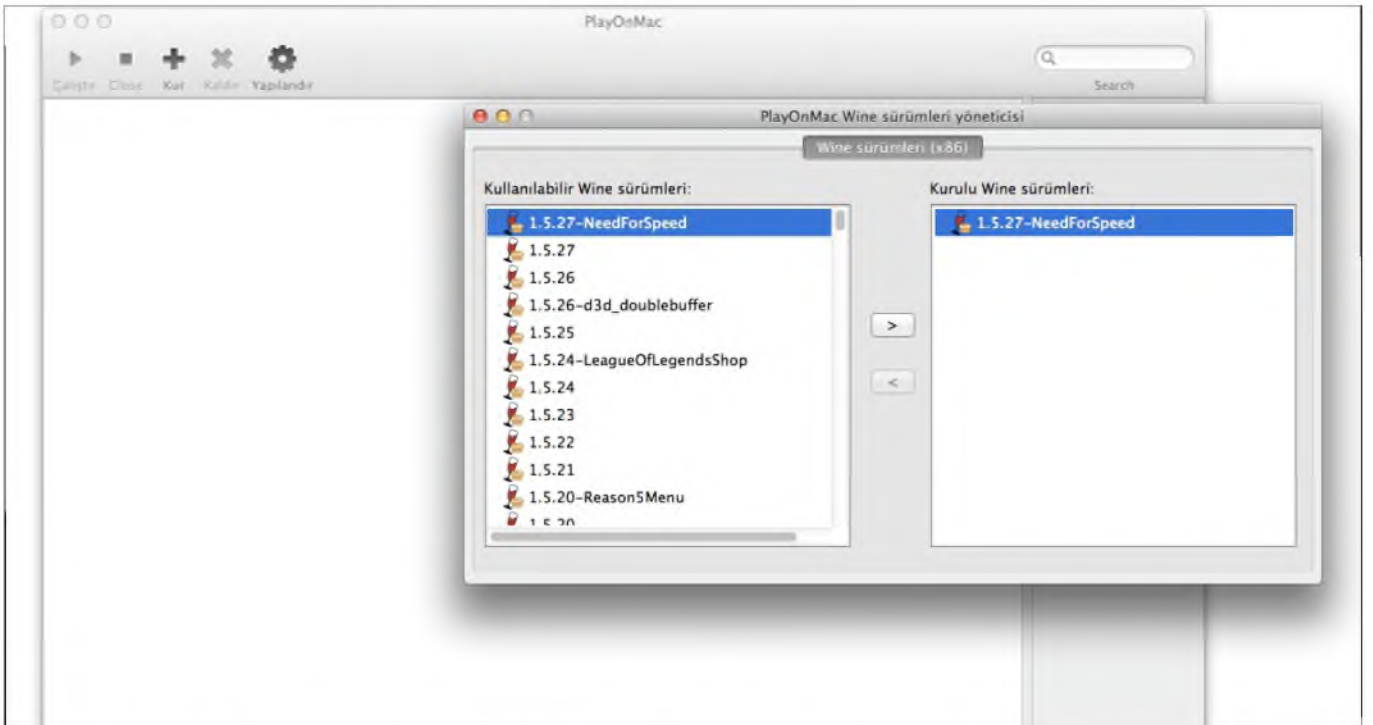 PlayOnMac
Çalıştır Close Kur Kaldır Yapılandır
Search
PlayOnMac Wine sürümleri yöneticisi
Wine sürümleri (x86)
Kullanılabilir Wine sürümleri:
Kurulu Wine sürümleri:
1.5.27-NeedForSpeed
1.5.27-NeedForSpeed
1.5.27
1.5.26
1.5.26-d3d_doublebuffer
1.5.25
>
1.5.24-LeagueOfLegendsShop
<
1.5.24
1.5.23
1.5.22
1.5.21
1.5.20-Reason5Menu
1.5.20